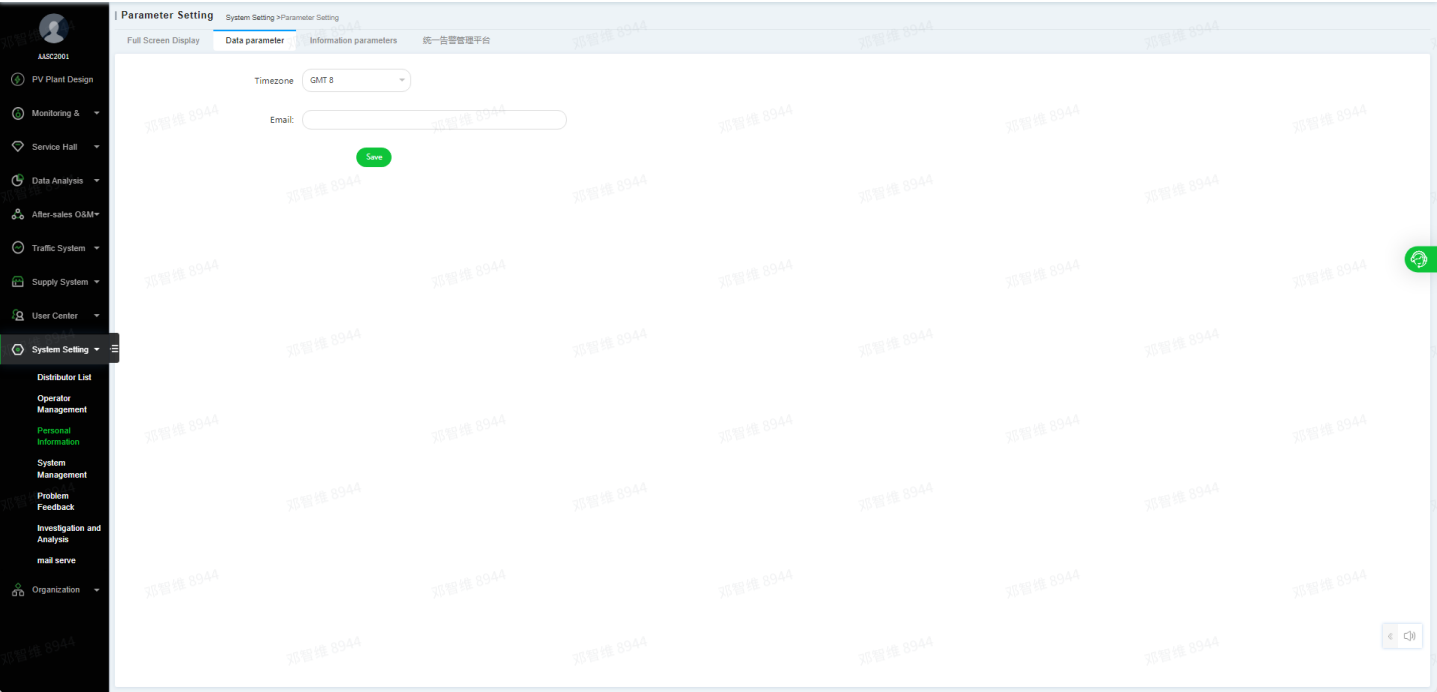 AASC2001
PV Plant Design
Monitoring &
Service Hall
Data Analysis
After-sales O&M
Traffic System
Supply System
User Center
System Setting
Distributor List
Operator
Management
Personal
Information
System
Management
Problem
Feedback
Investigation and
Analysis
mail serve
Organization
Parameter Setting System Setting >Parameter Setting
Full Screen Display Data parameter Information parameters 统一告警管理平台
Timezone GMT 8
Email:
Save
邓智维 8944